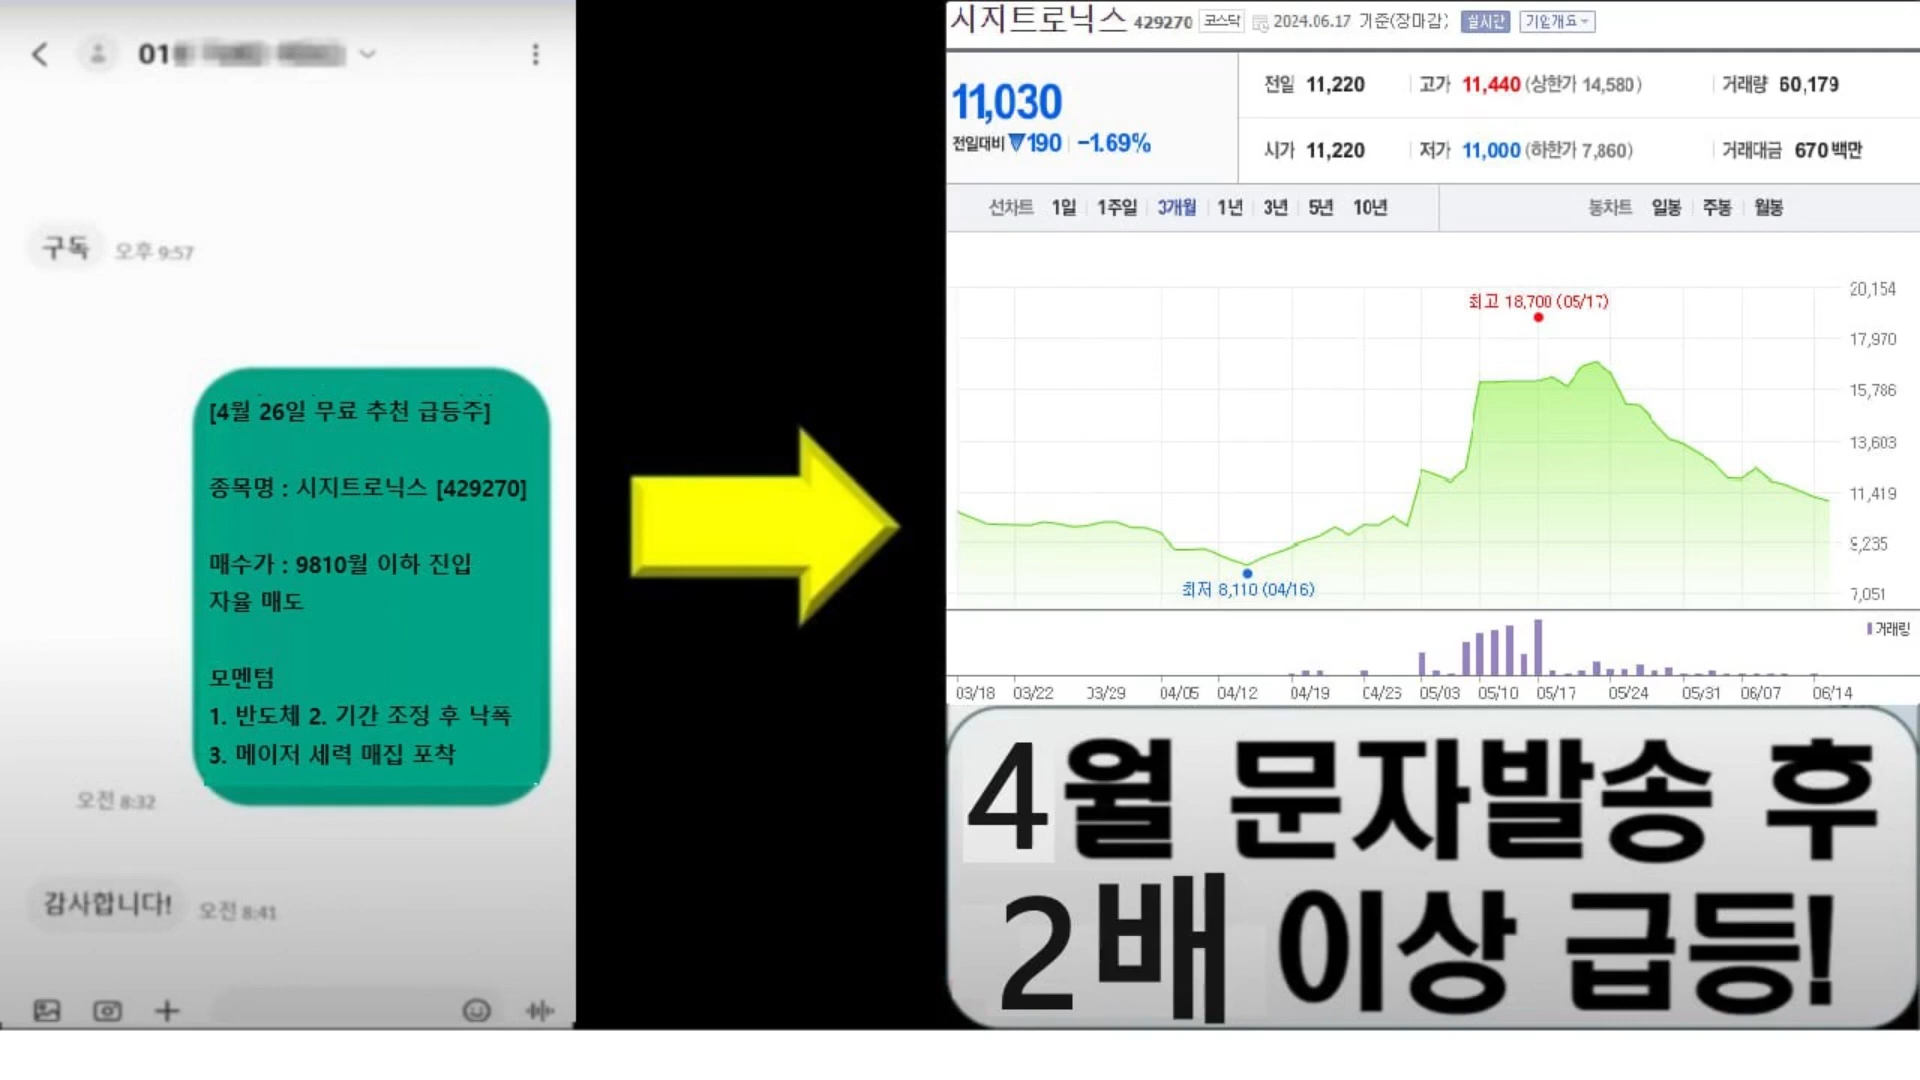 01
구독 오후 9:57
[4월 26일 무료 추천 급등주]
종목명 : 시지트로닉스 [429270]
매수가 : 9810월 이하 진입
자율 매도
모멘텀
1. 반도체 2. 기간 조정 후 낙폭
3. 메이저 세력 매집 포착
오전 8:32
감사합니다! 오전 8:41
시지트로닉스 429270 코스닥 2024.06.17 기준(장마감) 실시간 기업개요
11,030
전일대비 ▼190 -1.69%
전일 11,220 고가 11,440 (상한가 14,580) 거래량 60,179
시가 11,220 저가 11,000 (하한가 7,860) 거래대금 670 백만
선차트 1일 1주일 3개월 1년 3년 5년 10년 봉차트 일봉 주봉 월봉
최고 18,700 (05/17)
최저 8,110 (04/16)
20,154
17,970
15,786
13,603
11,419
9,235
7,051
거래량
03/18 03/22 03/29 04/05 04/12 04/19 04/25 05/03 05/10 05/17 05/24 05/31 06/07 06/14
4월 문자발송 후
2배 이상 급등!